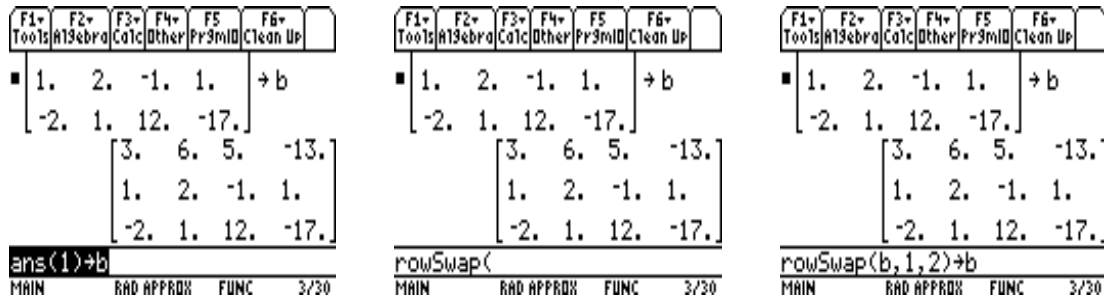 F1▾ F2▾ F3▾ F4▾ F5 F6▾
Tools Algebra Calc Other PrgmIO Clean Up
▪ 1. 2. ⁻1. 1. → b
⁻2. 1. 12. ⁻17.
3. 6. 5. ⁻13.
1. 2. ⁻1. 1.
⁻2. 1. 12. ⁻17.
ans(1)→b
MAIN RAD APPROX FUNC 3/30
F1▾ F2▾ F3▾ F4▾ F5 F6▾
Tools Algebra Calc Other PrgmIO Clean Up
▪ 1. 2. ⁻1. 1. → b
⁻2. 1. 12. ⁻17.
3. 6. 5. ⁻13.
1. 2. ⁻1. 1.
⁻2. 1. 12. ⁻17.
rowSwap(
MAIN RAD APPROX FUNC 3/30
F1▾ F2▾ F3▾ F4▾ F5 F6▾
Tools Algebra Calc Other PrgmIO Clean Up
▪ 1. 2. ⁻1. 1. → b
⁻2. 1. 12. ⁻17.
3. 6. 5. ⁻13.
1. 2. ⁻1. 1.
⁻2. 1. 12. ⁻17.
rowSwap(b,1,2)→b
MAIN RAD APPROX FUNC 3/30